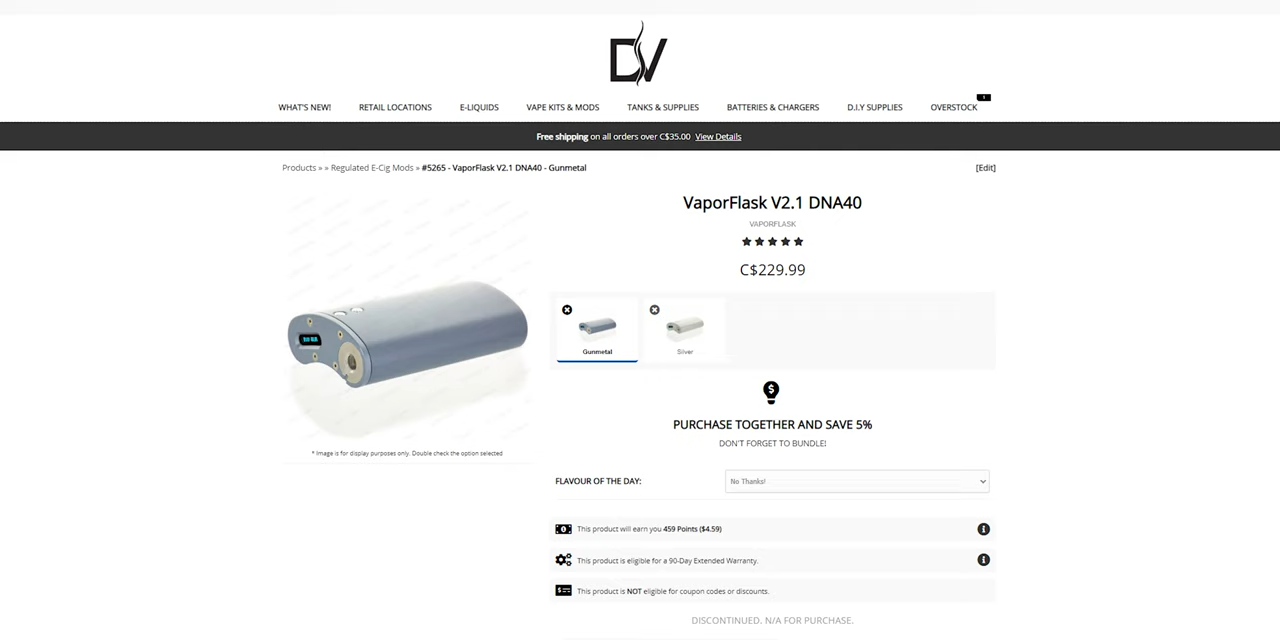 DV
WHAT'S NEW!
RETAIL LOCATIONS
E-LIQUIDS
VAPE KITS & MODS
TANKS & SUPPLIES
BATTERIES & CHARGERS
D.I.Y SUPPLIES
OVERSTOCK
1
Free shipping on all orders over C$35.00 View Details
Products » » Regulated E-Cig Mods » #5265 - VaporFlask V2.1 DNA40 - Gunmetal
[Edit]
VaporFlask V2.1 DNA40
VAPORFLASK
C$229.99
Gunmetal
Silver
* Image is for display purposes only. Double check the option selected
PURCHASE TOGETHER AND SAVE 5%
DON'T FORGET TO BUNDLE!
FLAVOUR OF THE DAY:
No Thanks!
This product will earn you 459 Points ($4.59)
This product is eligible for a 90-Day Extended Warranty.
This product is NOT eligible for coupon codes or discounts.
DISCONTINUED. N/A FOR PURCHASE.